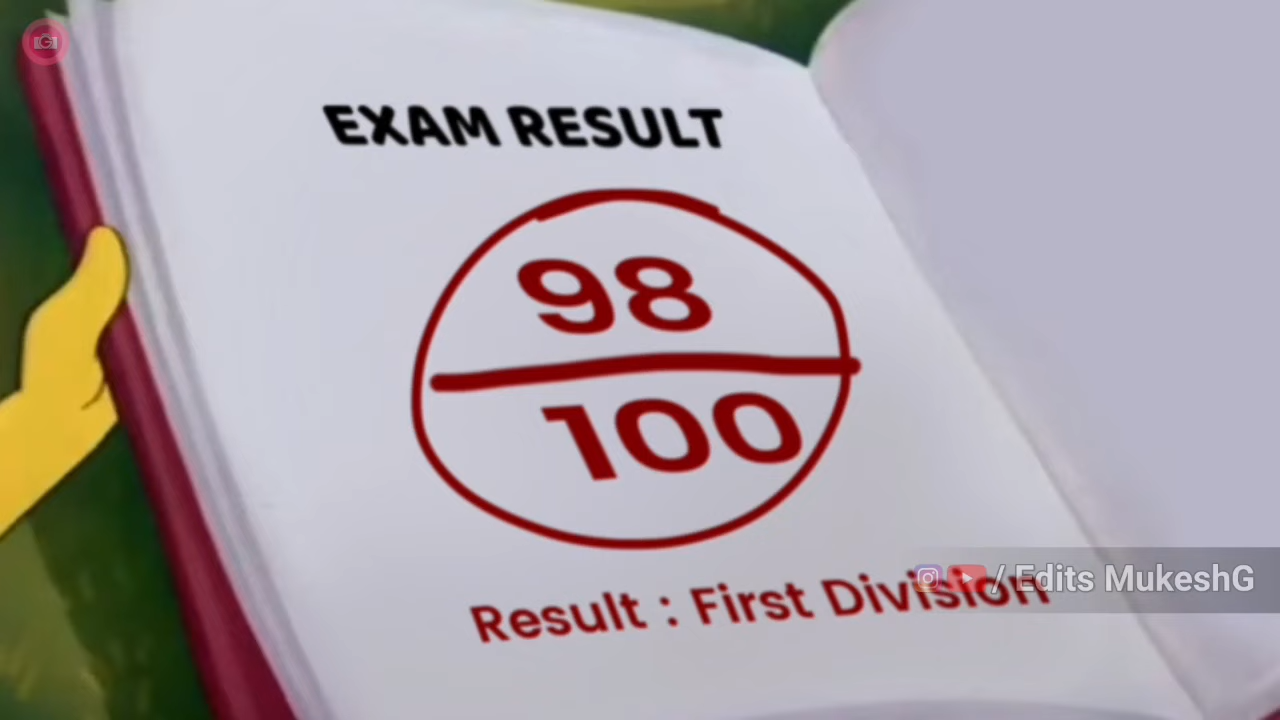 EXAM RESULT
98
100
Result : First Division
/ Edits MukeshG